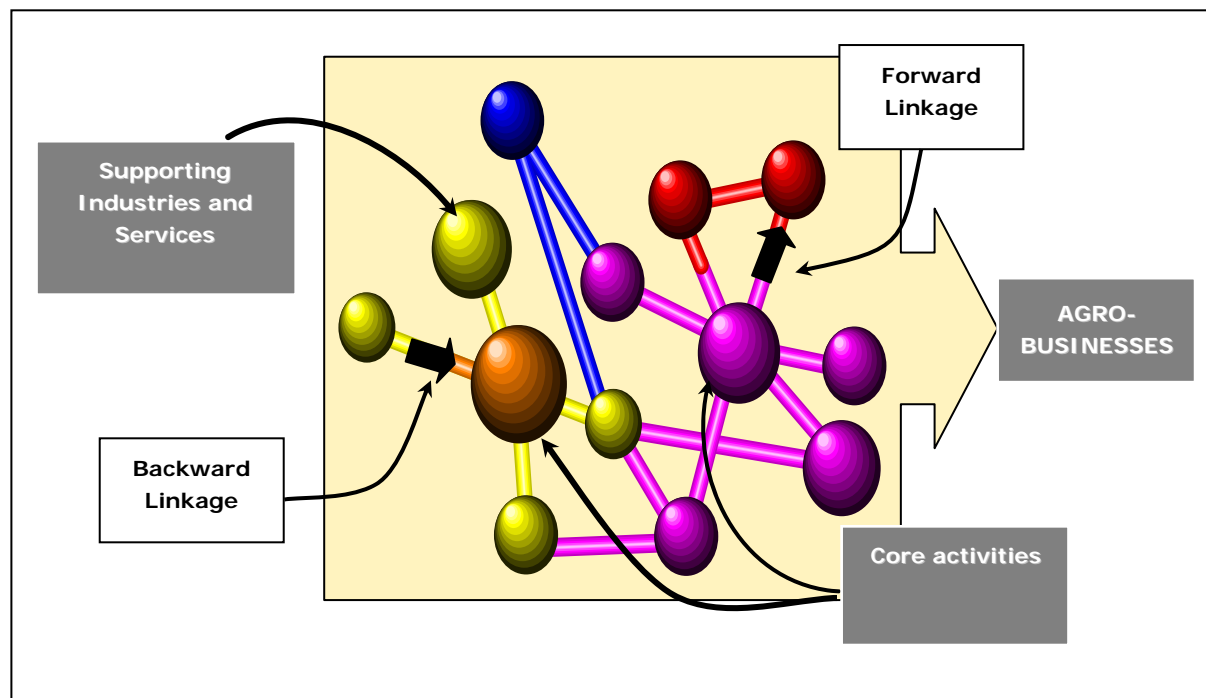 Forward
Linkage
Supporting
Industries and
Services
AGRO-
BUSINESSES
Backward
Linkage
Core activities